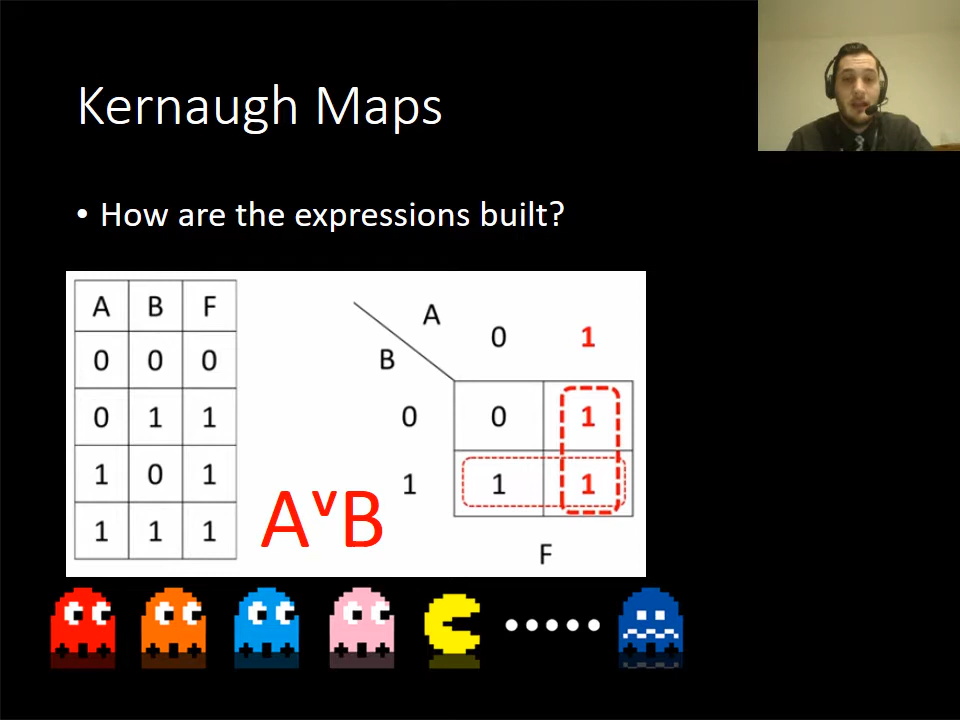 Kernaugh Maps
• How are the expressions built?
A B F
0 0 0
0 1 1
1 0 1
1 1 1
A
B
0 1
0 0 1
1 1 1
F
AᵛB